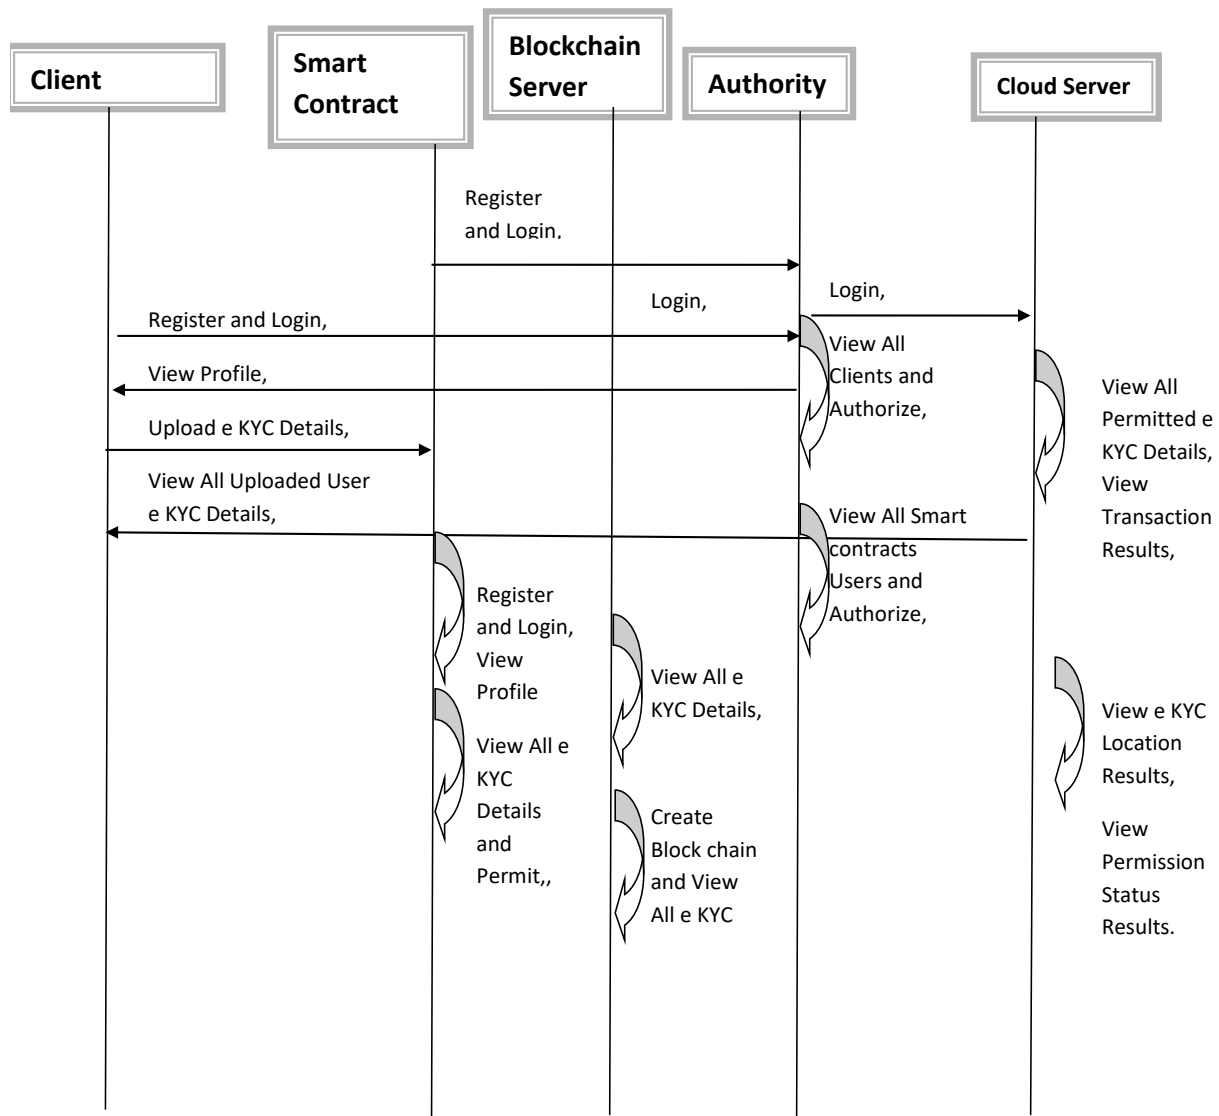 Client
Smart
Contract
Blockchain
Server
Authority
Cloud Server
Register
and Login,
Login,
Login,
Register and Login,
View Profile,
Upload e KYC Details,
View All Uploaded User
e KYC Details,
View All
Clients and
Authorize,
View All
Permitted e
KYC Details,
View
Transaction
Results,
View All Smart
contracts
Users and
Authorize,
Register
and Login,
View
Profile
View All e
KYC Details,
View All e
KYC
Details
and
Permit,,
View e KYC
Location
Results,
Create
Block chain
and View
All e KYC
View
Permission
Status
Results.